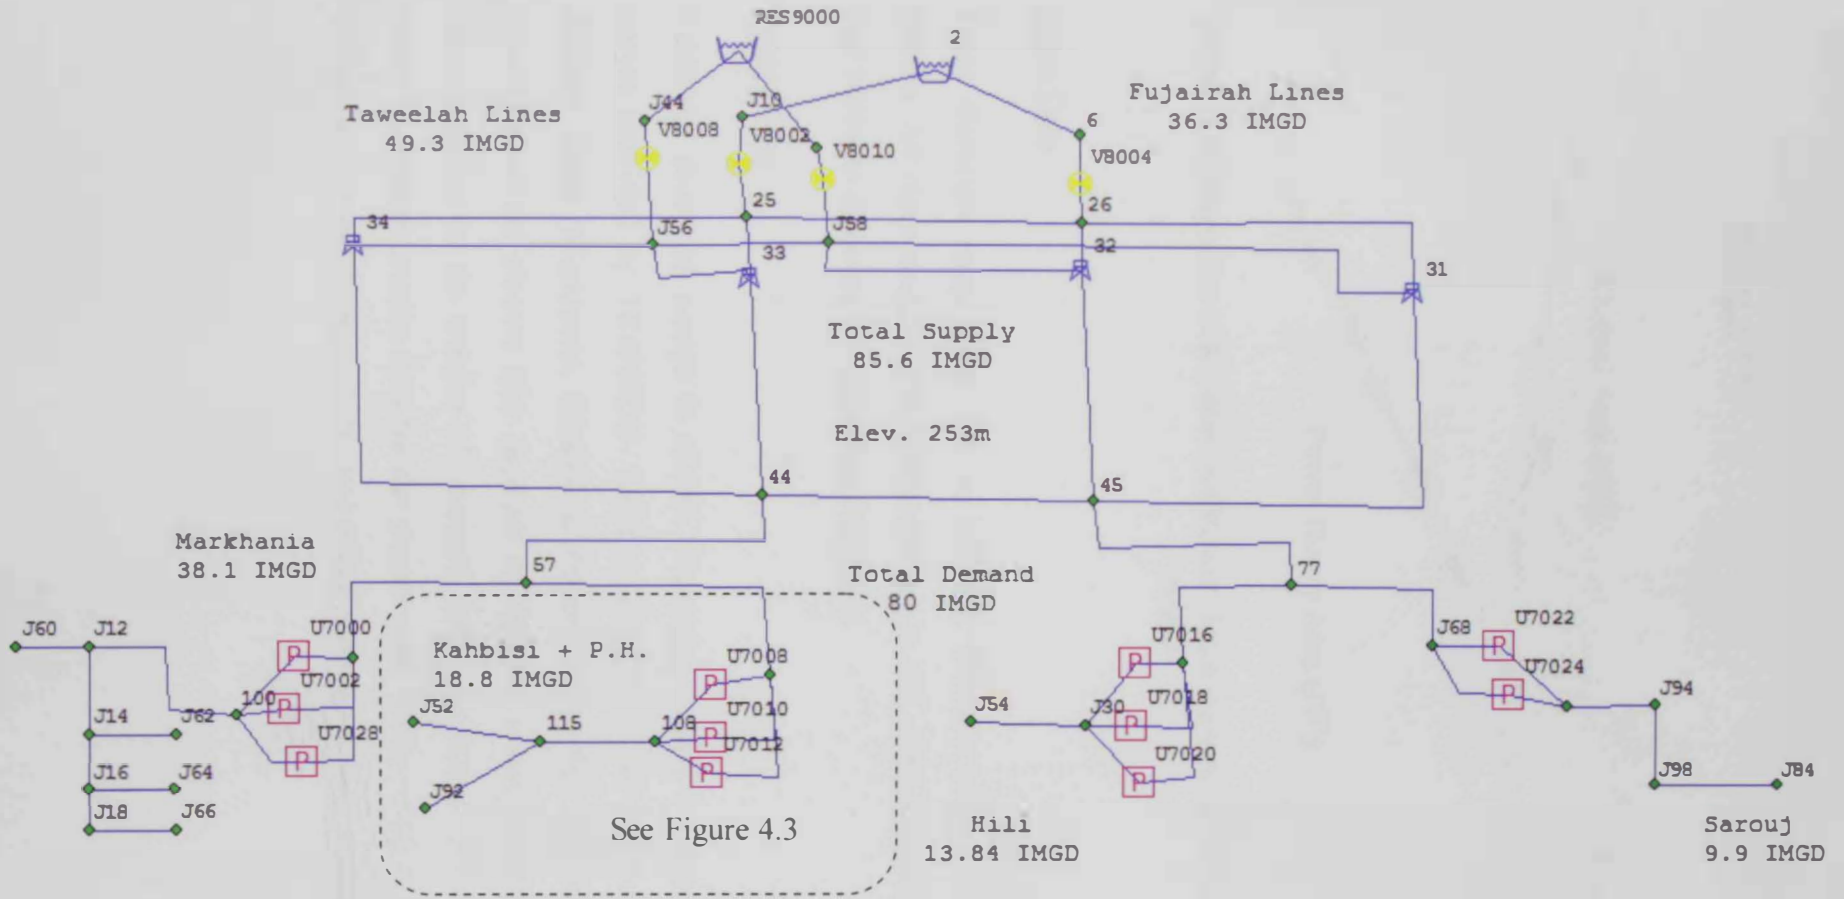 RES9000
2
Taweelah Lines
49.3 IMGD
J44
V8008
J10
V8002
V8010
6
V8004
Fujairah Lines
36.3 IMGD
34
25
J56
33
J58
26
32
31
Total Supply
85.6 IMGD
Elev. 253m
44
45
Markhania
38.1 IMGD
57
Total Demand
80 IMGD
77
J60
J12
U7000
P
U7002
P
100
U7028
P
J14
J62
J16
J64
J18
J66
Kahbisi + P.H.
18.8 IMGD
J52
115
108
J92
U7008
P
U7010
P
U7012
P
See Figure 4.3
J54
J30
U7016
P
U7018
P
U7020
P
Hili
13.84 IMGD
J68
U7022
P
U7024
P
J94
J98
J84
Sarouj
9.9 IMGD